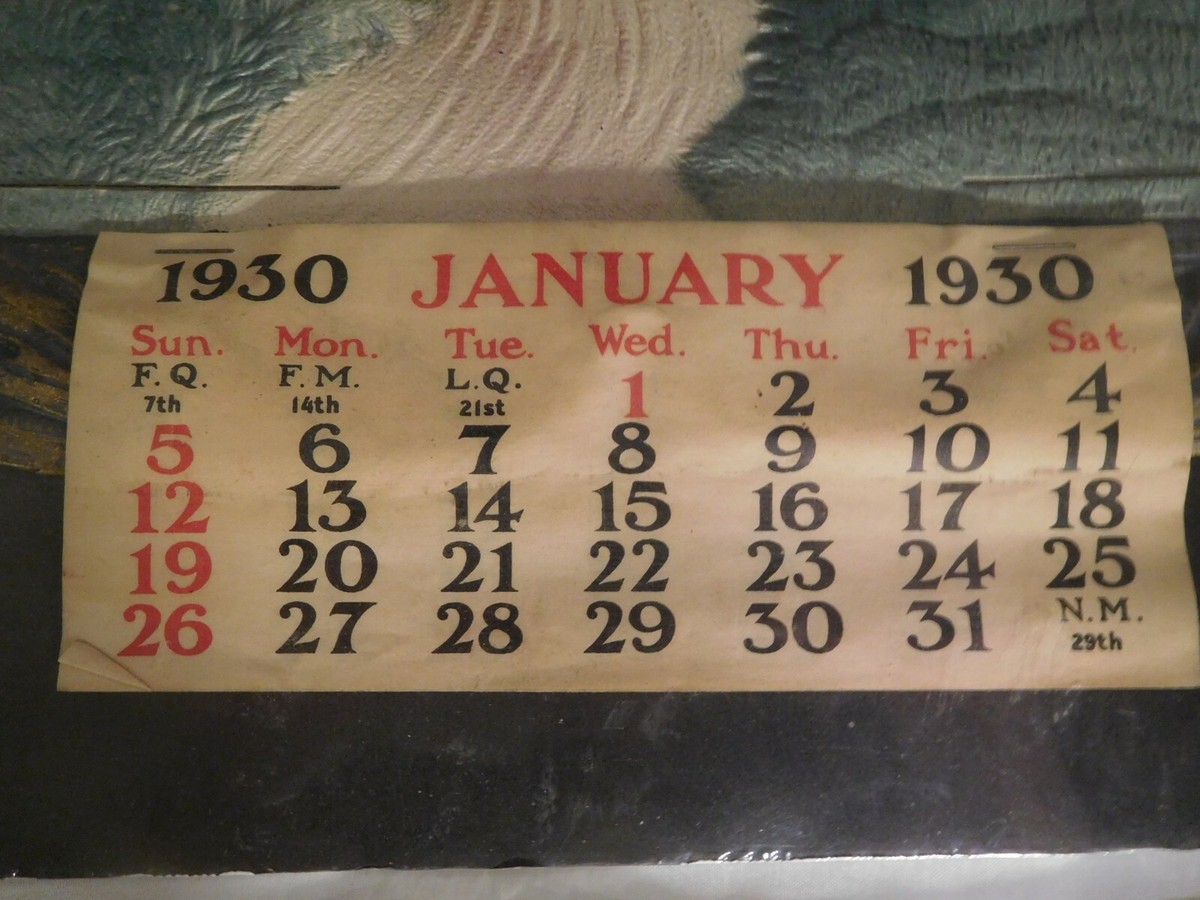 1930 JANUARY 1930
Sun. Mon. Tue. Wed. Thu. Fri. Sat.
F. Q. F. M. L.Q. 1 2 3 4
7th 14th 21st
5 6 7 8 9 10 11
12 13 14 15 16 17 18
19 20 21 22 23 24 25
26 27 28 29 30 31 N.M.
29th